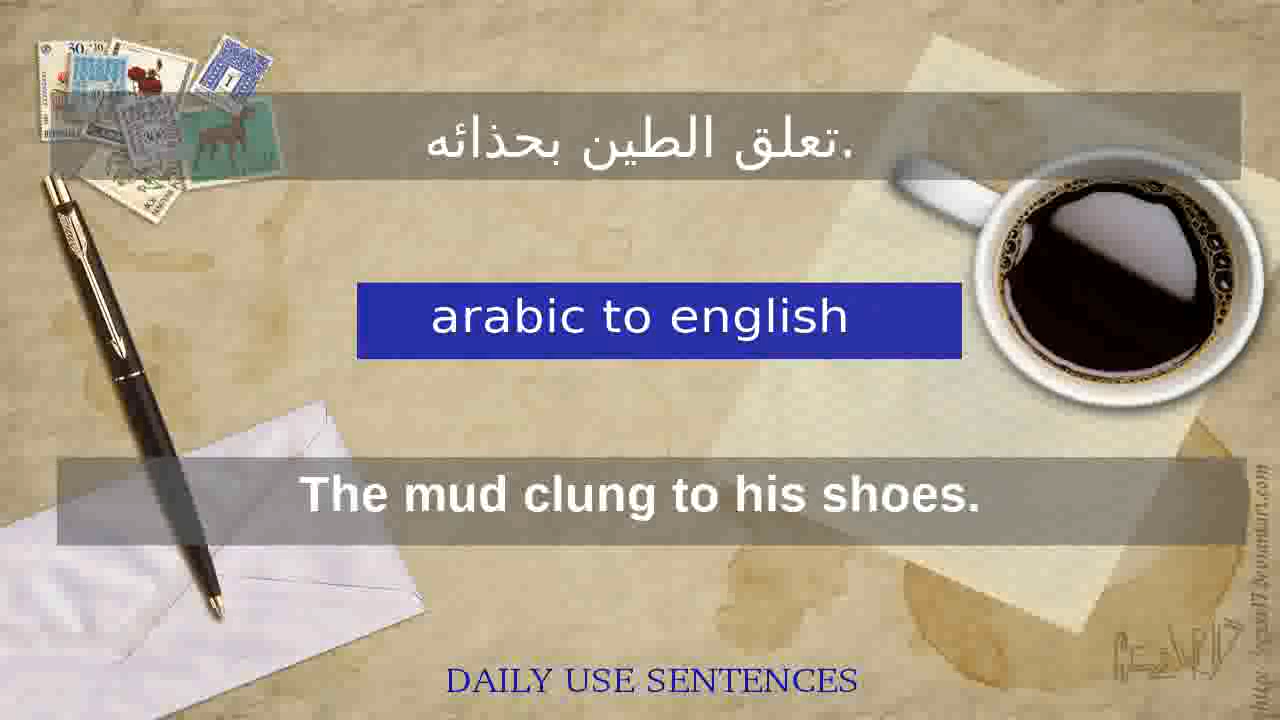 تعلق الطين بحذائه.
arabic to english
The mud clung to his shoes.
DAILY USE SENTENCES